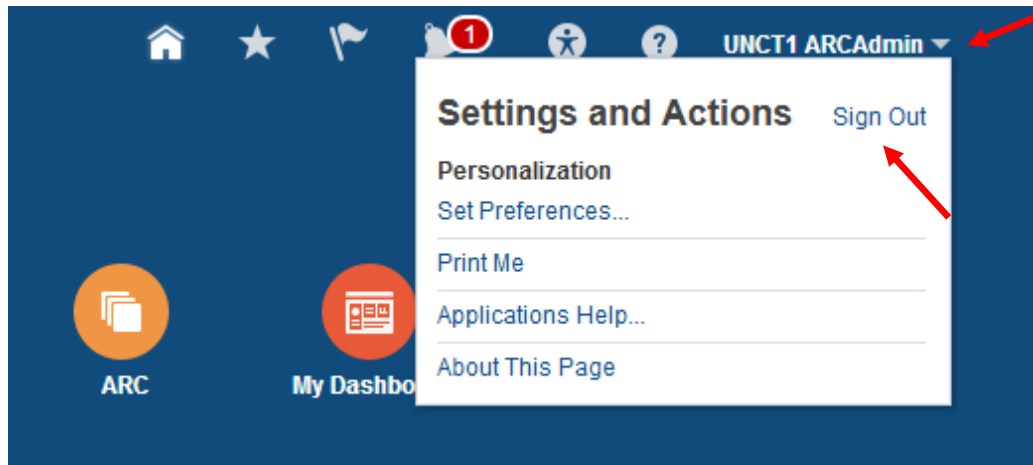 1
?
UNCT1 ARCAdmin
Settings and Actions Sign Out
Personalization
Set Preferences...
Print Me
Applications Help...
About This Page
ARC
My Dashbo